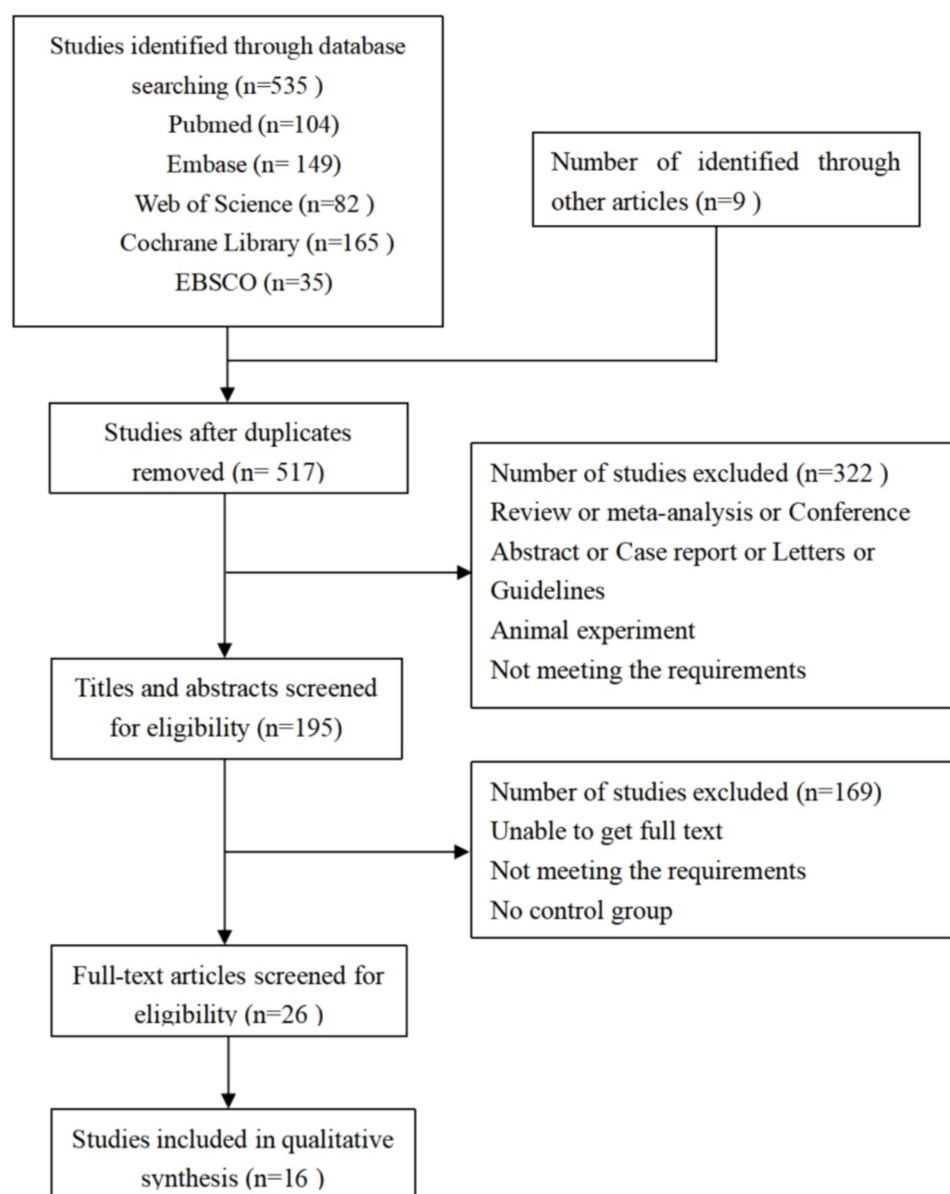 Studies identified through database
searching (n=535 )
Pubmed (n=104)
Embase (n= 149)
Web of Science (n=82 )
Cochrane Library (n=165 )
EBSCO (n=35)
Number of identified through
other articles (n=9 )
Studies after duplicates
removed (n= 517)
Number of studies excluded (n=322 )
Review or meta-analysis or Conference
Abstract or Case report or Letters or
Guidelines
Animal experiment
Not meeting the requirements
Titles and abstracts screened
for eligibility (n=195)
Number of studies excluded (n=169)
Unable to get full text
Not meeting the requirements
No control group
Full-text articles screened for
eligibility (n=26 )
Studies included in qualitative
synthesis (n=16 )